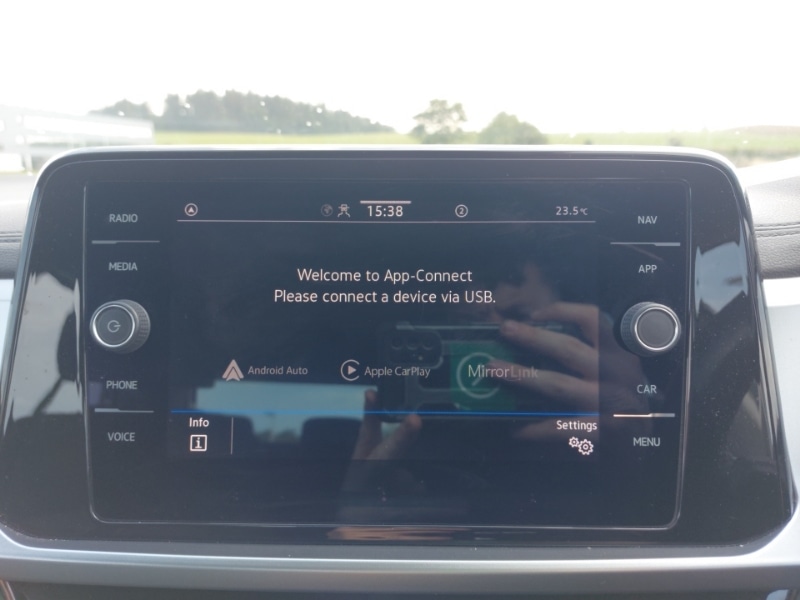 RADIO
MEDIA
PHONE
VOICE
15:38
2
23.5°C
Welcome to App-Connect
Please connect a device via USB.
Android Auto
Apple CarPlay
MirrorLink
Info
i
Settings
NAV
APP
CAR
MENU